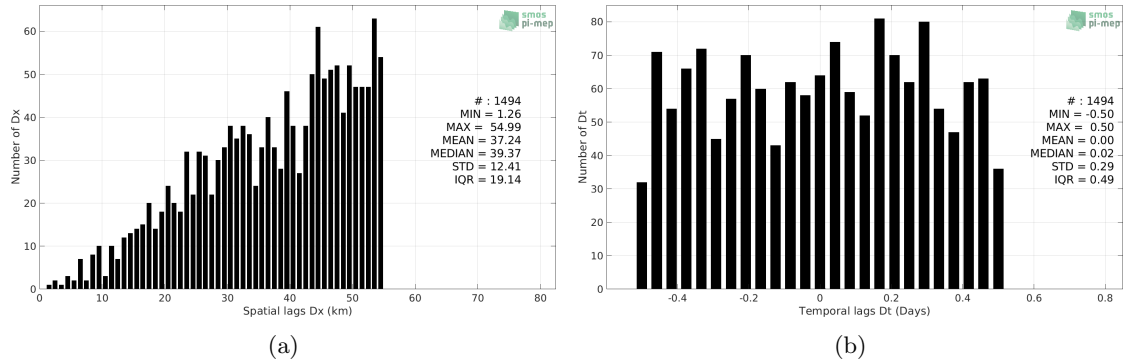 smos
pi-mep
60
50
40
30
20
10
0
Number of Dx
# : 1494
MIN = 1.26
MAX = 54.99
MEAN = 37.24
MEDIAN = 39.37
STD = 12.41
IQR = 19.14
0 10 20 30 40 50 60 70 80
Spatial lags Dx (km)
(a)
smos
pi-mep
80
70
60
50
40
30
20
10
0
Number of Dt
# : 1494
MIN = -0.50
MAX = 0.50
MEAN = 0.00
MEDIAN = 0.02
STD = 0.29
IQR = 0.49
-0.4 -0.2 0 0.2 0.4 0.6 0.8
Temporal lags Dt (Days)
(b)